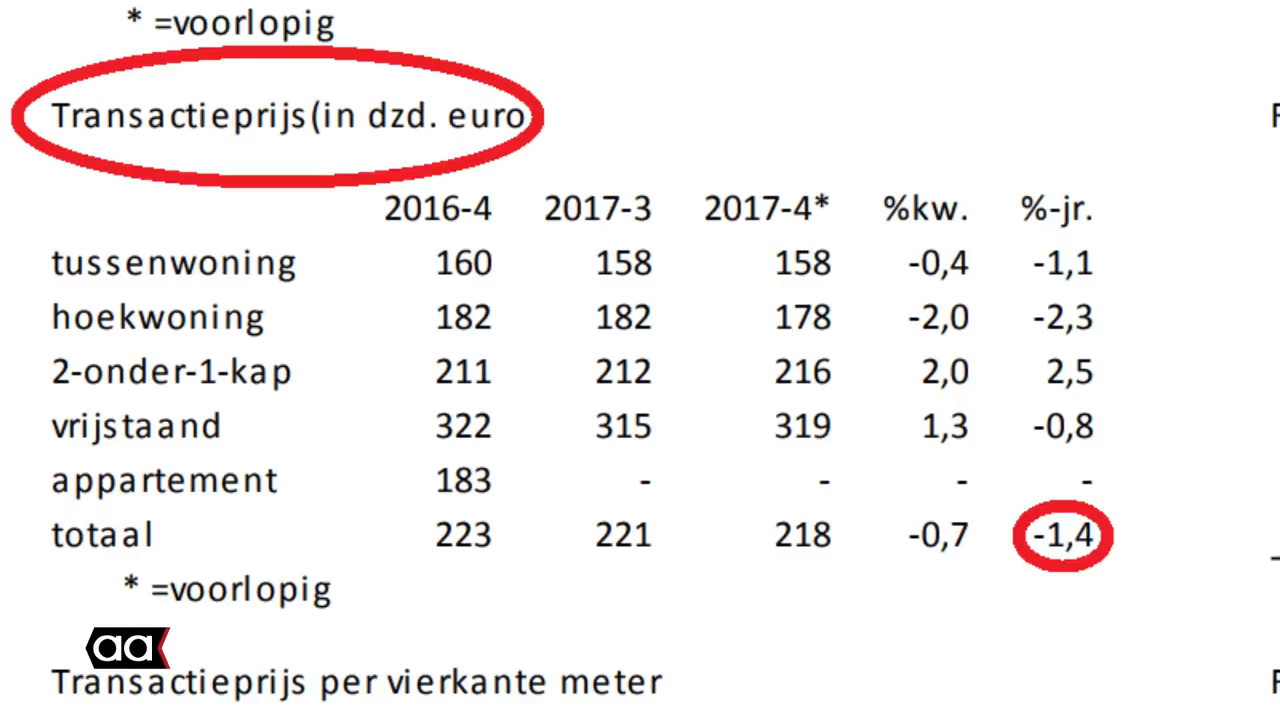 * =voorlopig
Transactieprijs(in dzd. euro
2016-4 2017-3 2017-4* %kw. %-jr.
tussenwoning 160 158 158 -0,4 -1,1
hoekwoning 182 182 178 -2,0 -2,3
2-onder-1-kap 211 212 216 2,0 2,5
vrijstaand 322 315 319 1,3 -0,8
appartement 183 - - - -
totaal 223 221 218 -0,7 -1,4
* =voorlopig
aa
Transactieprijs per vierkante meter